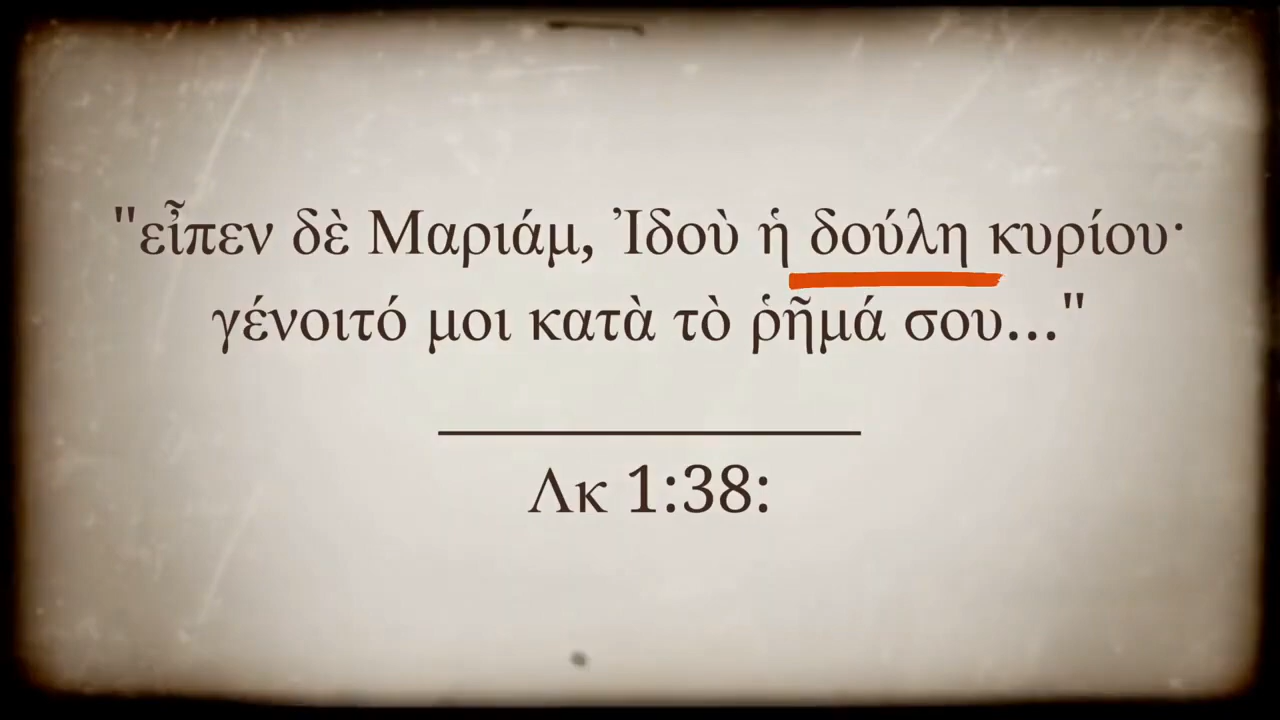 "εἶπεν δὲ Μαριάμ, Ἰδοὺ ἡ δούλη κυρίου·
γένοιτό μοι κατὰ τὸ ῥῆμά σου..."
Λκ 1:38: